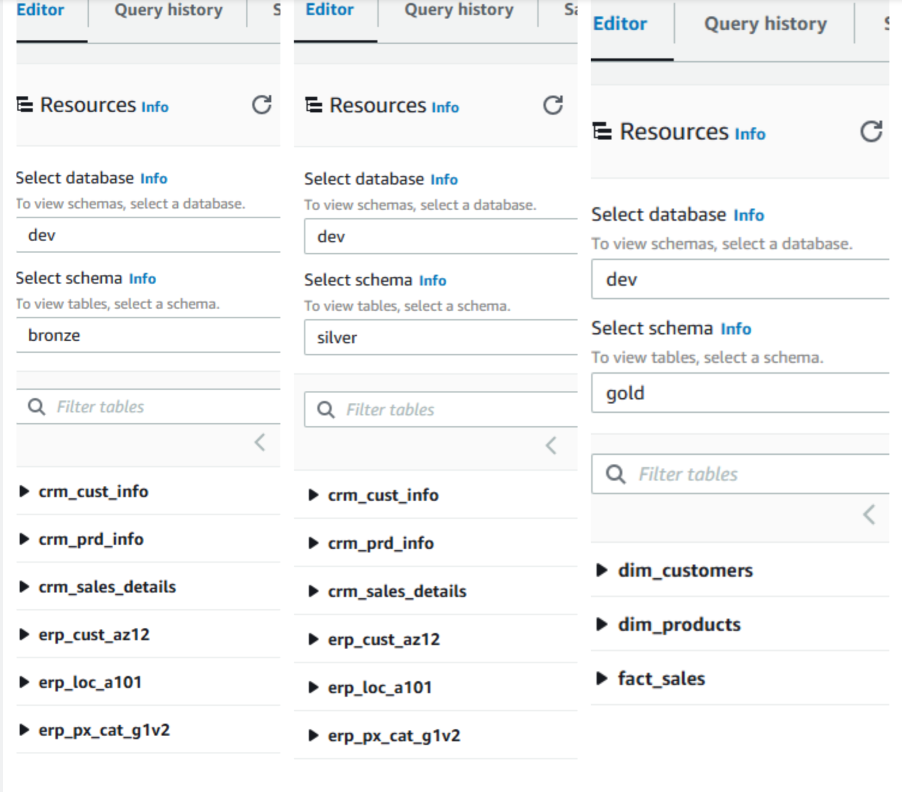 Editor
Query history
S
Resources Info
Select database Info
To view schemas, select a database.
dev
Select schema Info
To view tables, select a schema.
bronze
Filter tables
crm_cust_info
crm_prd_info
crm_sales_details
erp_cust_az12
erp_loc_a101
erp_px_cat_g1v2
Editor
Query history
Sa
Resources Info
Select database Info
To view schemas, select a database.
dev
Select schema Info
To view tables, select a schema.
silver
Filter tables
crm_cust_info
crm_prd_info
crm_sales_details
erp_cust_az12
erp_loc_a101
erp_px_cat_g1v2
Editor
Query history
Resources Info
Select database Info
To view schemas, select a database.
dev
Select schema Info
To view tables, select a schema.
gold
Filter tables
dim_customers
dim_products
fact_sales